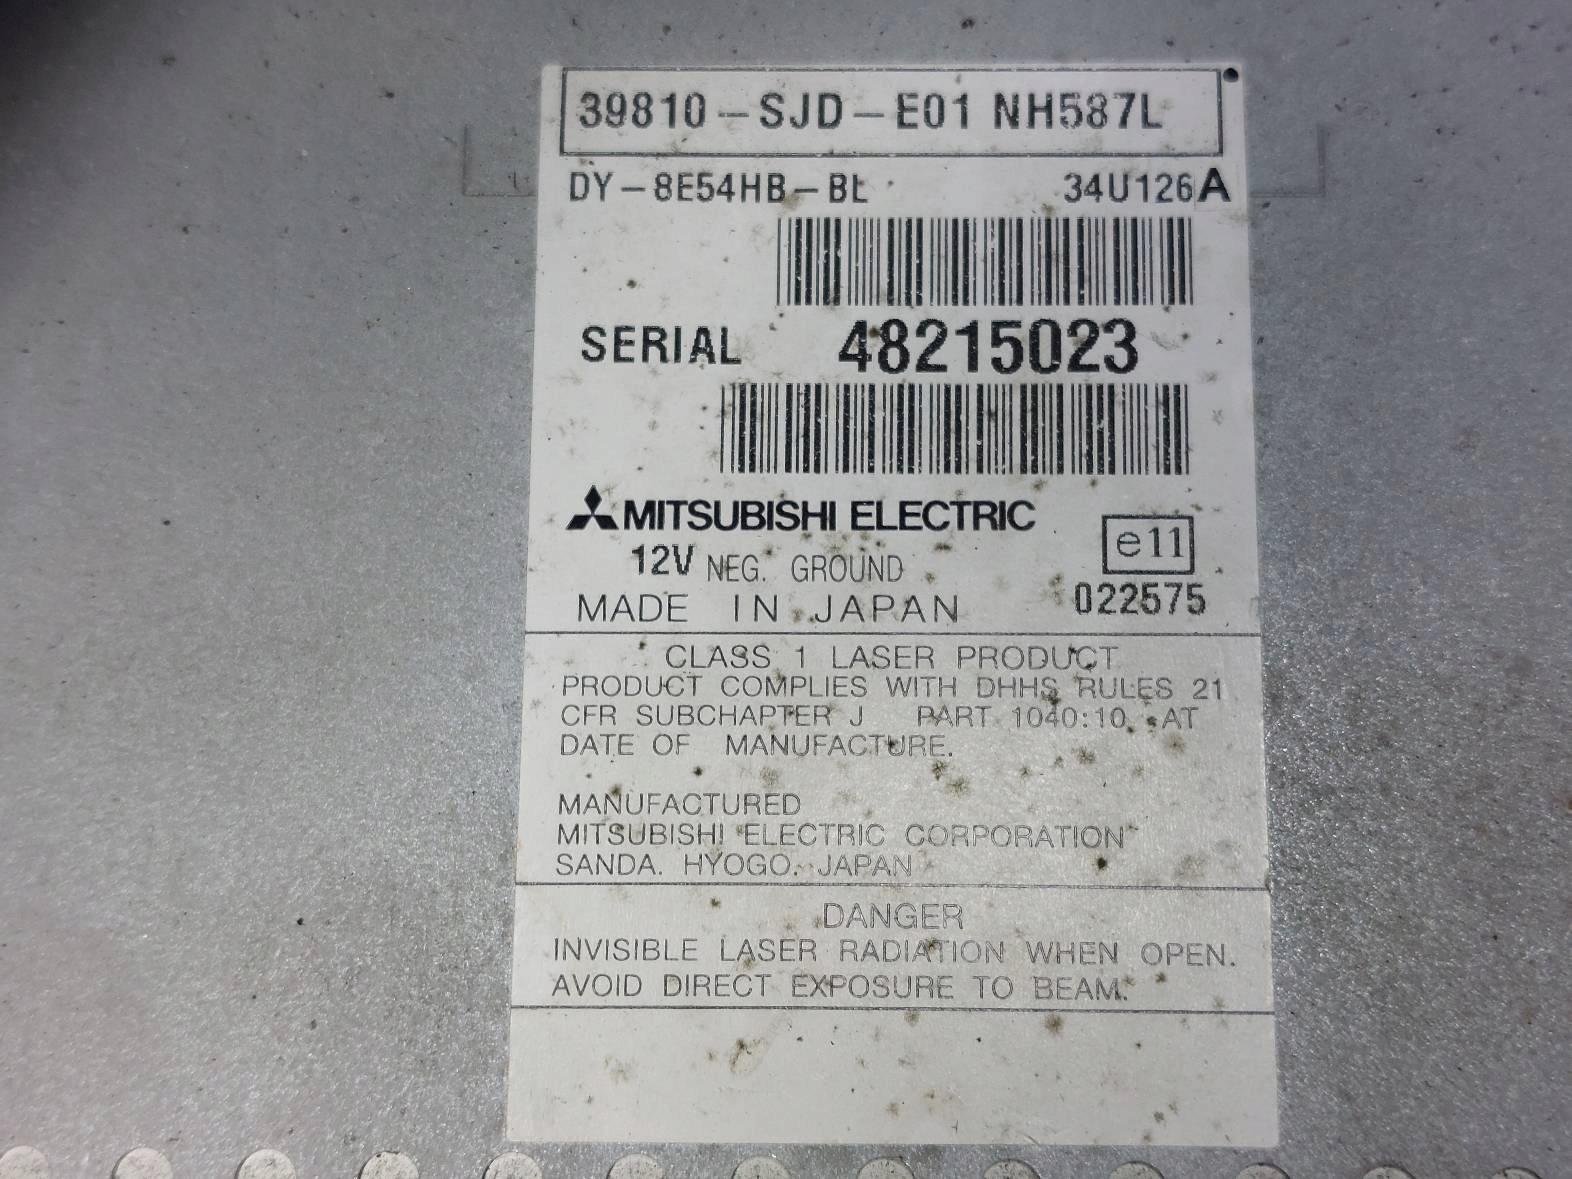 39810-SJD-E01 NH587L
DY-8E54HB-BL 34U126A
SERIAL 48215023
MITSUBISHI ELECTRIC
e11
12V NEG. GROUND
022575
MADE IN JAPAN
CLASS 1 LASER PRODUCT
PRODUCT COMPLIES WITH DHHS RULES 21
CFR SUBCHAPTER J PART 1040:10. AT
DATE OF MANUFACTURE.
MANUFACTURED
MITSUBISHI ELECTRIC CORPORATION
SANDA. HYOGO. JAPAN
DANGER
INVISIBLE LASER RADIATION WHEN OPEN.
AVOID DIRECT EXPOSURE TO BEAM.